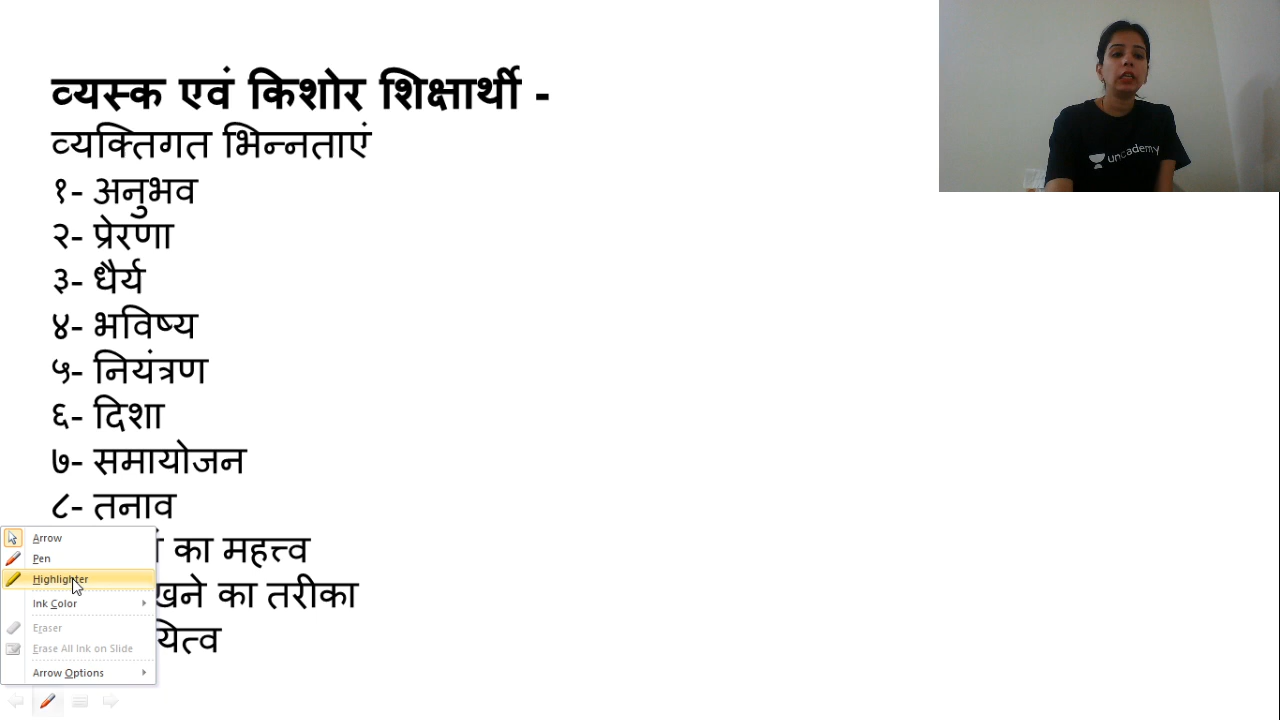 व्यस्क एवं किशोर शिक्षार्थी -
व्यक्तिगत भिन्नताएं
१- अनुभव
२- प्रेरणा
३- धैर्य
४- भविष्य
५- नियंत्रण
६- दिशा
७- समायोजन
८- तनाव
का महत्त्व
का तरीका
Arrow
Pen
Highlighter
Ink Color
Eraser
Erase All Ink on Slide
Arrow Options
unacademy